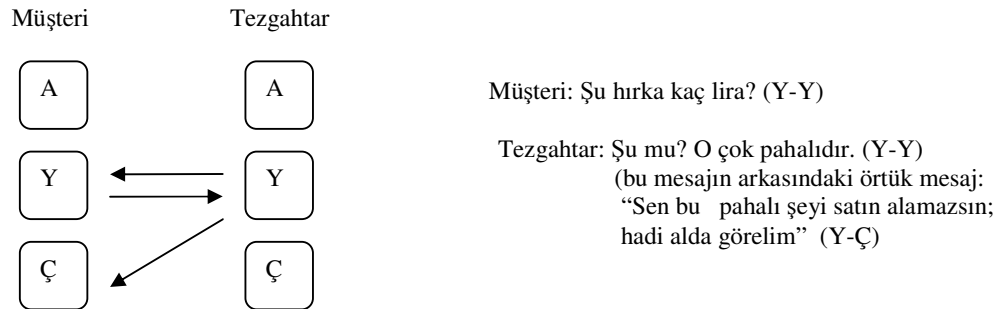 Müşteri Tezgahtar
A A
Müşteri: Şu hırka kaç lira? (Y-Y)
Tezgahtar: Şu mu? O çok pahalıdır. (Y-Y)
Y Y
(bu mesajın arkasındaki örtük mesaj:
“Sen bu pahalı şeyi satın alamazsın;
hadi alda görelim” (Y-Ç)
Ç Ç